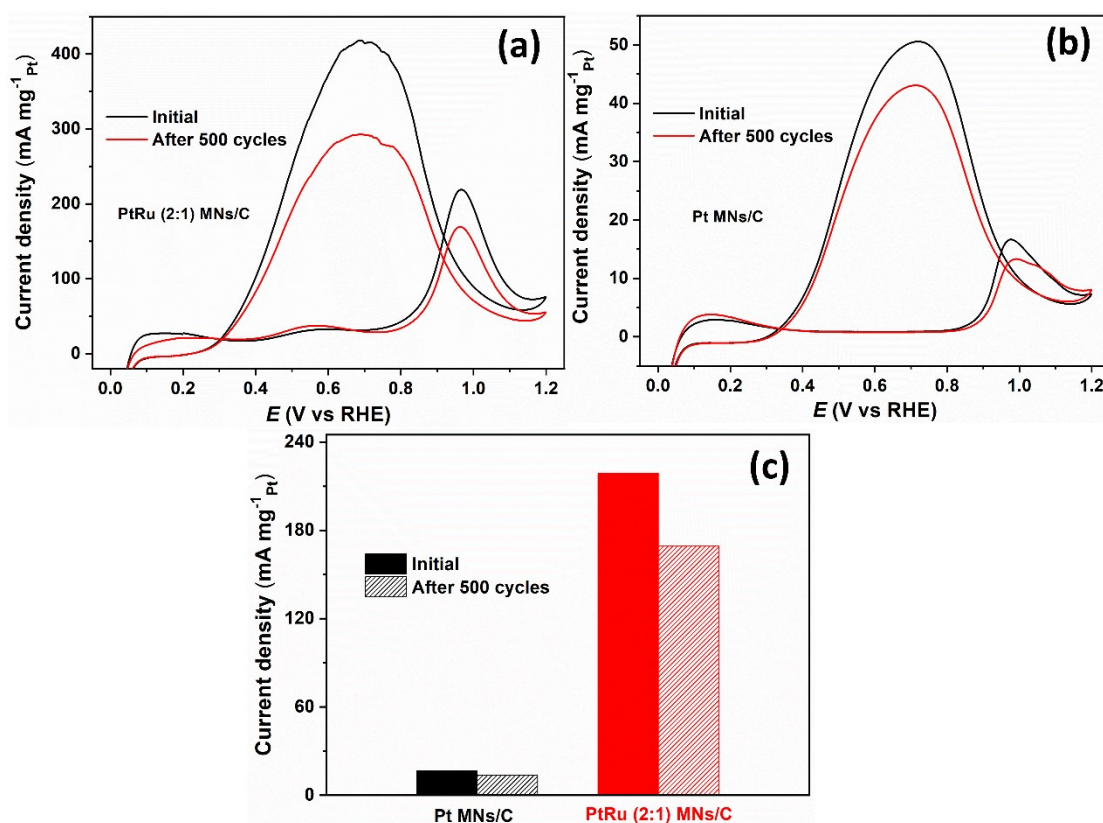 (a)
Current density (mA mg⁻¹Pt)
400
300
200
100
0
Initial
After 500 cycles
PtRu (2:1) MNs/C
0.0 0.2 0.4 0.6 0.8 1.0 1.2
E (V vs RHE)
(b)
Current density (mA mg⁻¹Pt)
50
40
30
20
10
0
Initial
After 500 cycles
Pt MNs/C
0.0 0.2 0.4 0.6 0.8 1.0 1.2
E (V vs RHE)
(c)
Current density (mA mg⁻¹Pt)
240
180
120
60
0
Initial
After 500 cycles
Pt MNs/C PtRu (2:1) MNs/C